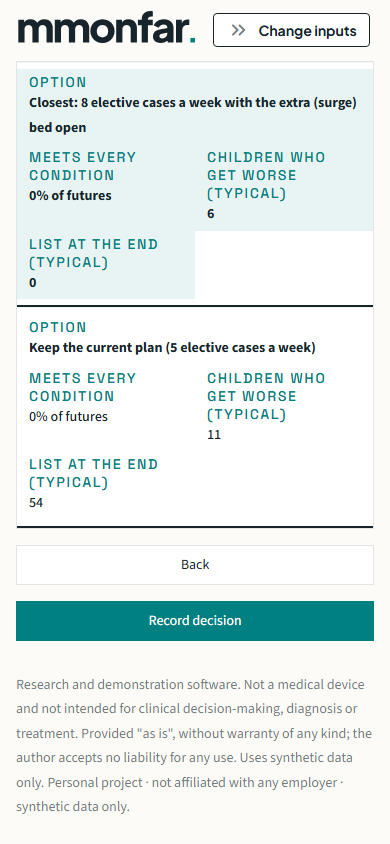 mmonfar.
Change inputs
OPTION
Closest: 8 elective cases a week with the extra (surge)
bed open
MEETS EVERY
CONDITION
0% of futures
CHILDREN WHO
GET WORSE
(TYPICAL)
6
LIST AT THE END
(TYPICAL)
0
OPTION
Keep the current plan (5 elective cases a week)
MEETS EVERY
CONDITION
0% of futures
CHILDREN WHO
GET WORSE
(TYPICAL)
11
LIST AT THE END
(TYPICAL)
54
Back
Record decision
Research and demonstration software. Not a medical device
and not intended for clinical decision-making, diagnosis or
treatment. Provided "as is", without warranty of any kind; the
author accepts no liability for any use. Uses synthetic data
only. Personal project · not affiliated with any employer ·
synthetic data only.